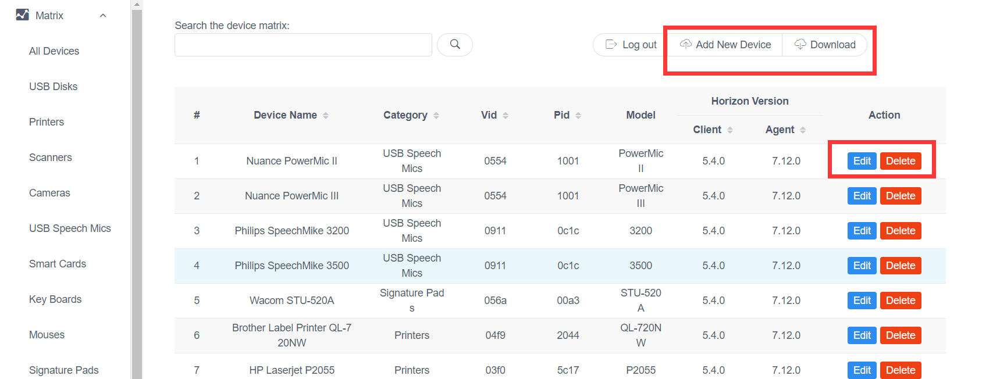 Matrix
All Devices
USB Disks
Printers
Scanners
Cameras
USB Speech Mics
Smart Cards
Key Boards
Mouses
Signature Pads
Search the device matrix:
Log out Add New Device Download
# Device Name Category Vid Pid Model Horizon Version Action
Client Agent
1 Nuance PowerMic II USB Speech Mics 0554 1001 PowerMic II 5.4.0 7.12.0 Edit Delete
2 Nuance PowerMic III USB Speech Mics 0554 1001 PowerMic III 5.4.0 7.12.0 Edit Delete
3 Philips SpeechMike 3200 USB Speech Mics 0911 0c1c 3200 5.4.0 7.12.0 Edit Delete
4 Philips SpeechMike 3500 USB Speech Mics 0911 0c1c 3500 5.4.0 7.12.0 Edit Delete
5 Wacom STU-520A Signature Pad
s 056a 00a3 STU-520
A 5.4.0 7.12.0 Edit Delete
6 Brother Label Printer QL-7
20NW Printers 04f9 2044 QL-720N
W 5.4.0 7.12.0 Edit Delete
7 HP Laserjet P2055 Printers 03f0 5c17 P2055 5.4.0 7.12.0 Edit Delete